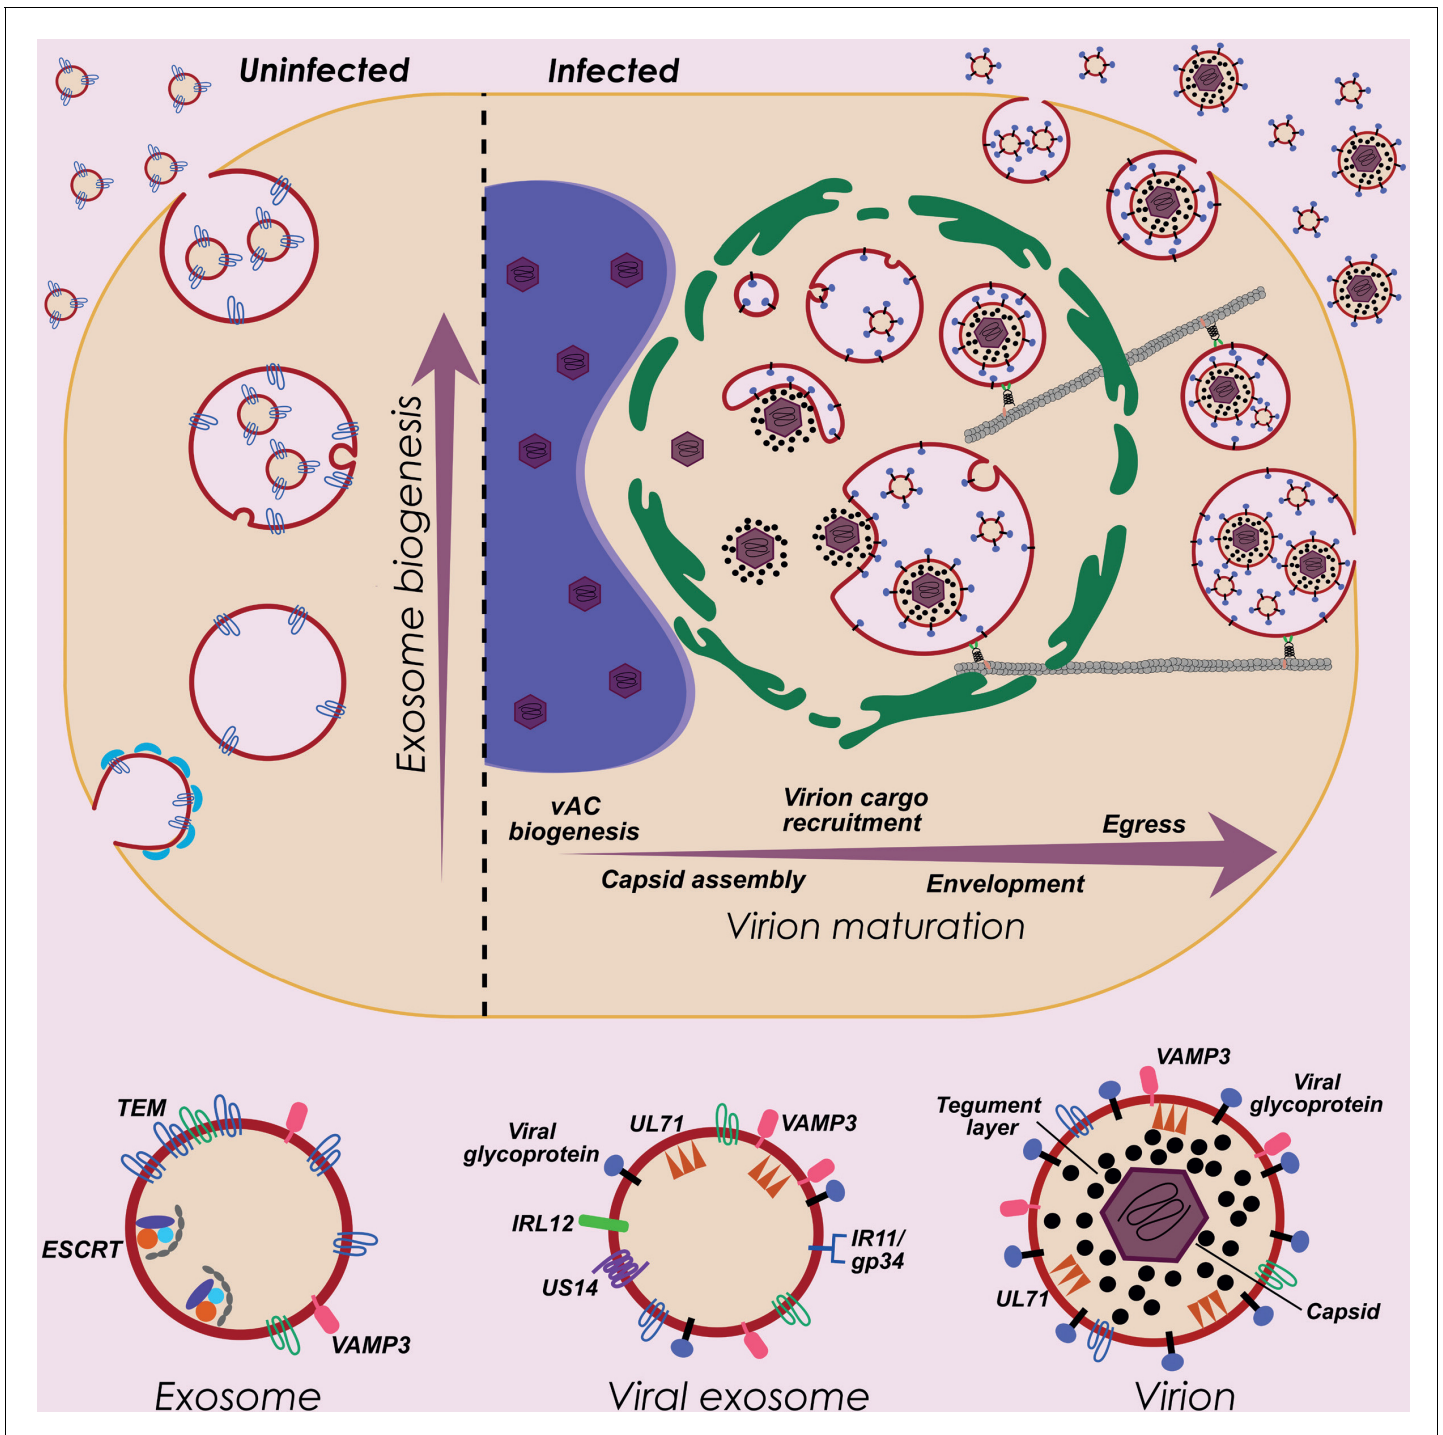 Uninfected
Infected
Exosome biogenesis
vAC
biogenesis
Virion cargo
recruitment
Egress
Capsid assembly
Envelopment
Virion maturation
TEM
ESCRT
VAMP3
Exosome
UL71
VAMP3
Viral
glycoprotein
IRL12
US14
IR11/
gp34
Viral exosome
VAMP3
Viral
glycoprotein
Tegument
layer
UL71
Capsid
Virion